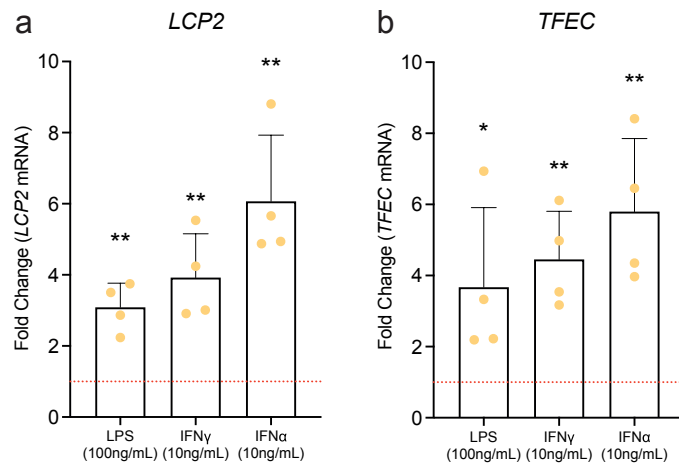 a
LCP2
Fold Change (LCP2 mRNA)
10
8
6
4
2
0
**
**
**
LPS
(100ng/mL)
IFNγ
(10ng/mL)
IFNα
(10ng/mL)
b
TFEC
Fold Change (TFEC mRNA)
10
8
6
4
2
0
*
**
**
LPS
(100ng/mL)
IFNγ
(10ng/mL)
IFNα
(10ng/mL)